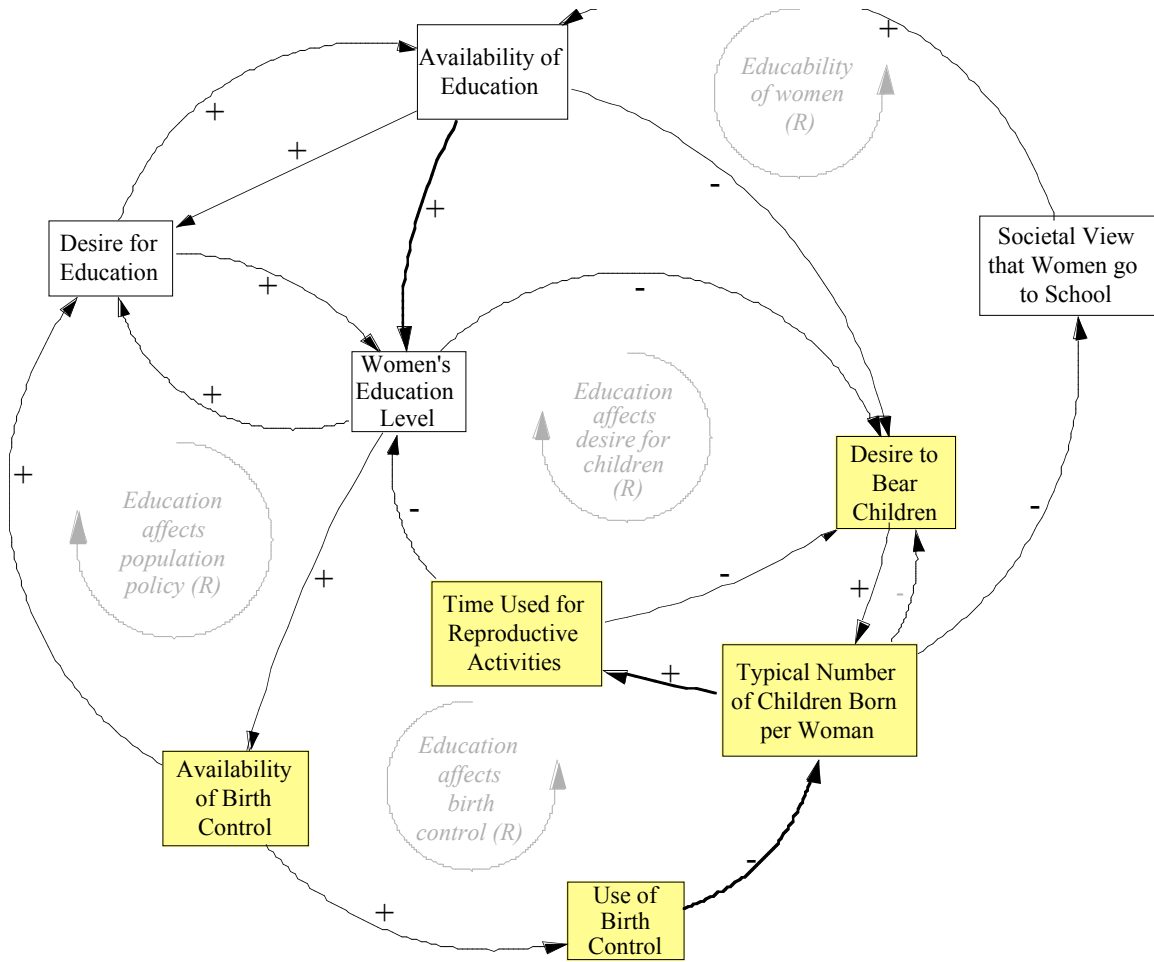 Availability of
Education
Educability
of women
(R)
+
+
+
-
+
Desire for
Education
Societal View
that Women go
to School
+
-
Women's
Education
Level
+
Education
affects
desire for
children
(R)
Desire to
Bear
Children
+
Education
affects
population
policy (R)
-
-
+
-
-
+
Time Used for
Reproductive
Activities
+
Typical Number
of Children Born
per Woman
Availability
of Birth
Control
Education
affects
birth
control (R)
-
+
Use of
Birth
Control